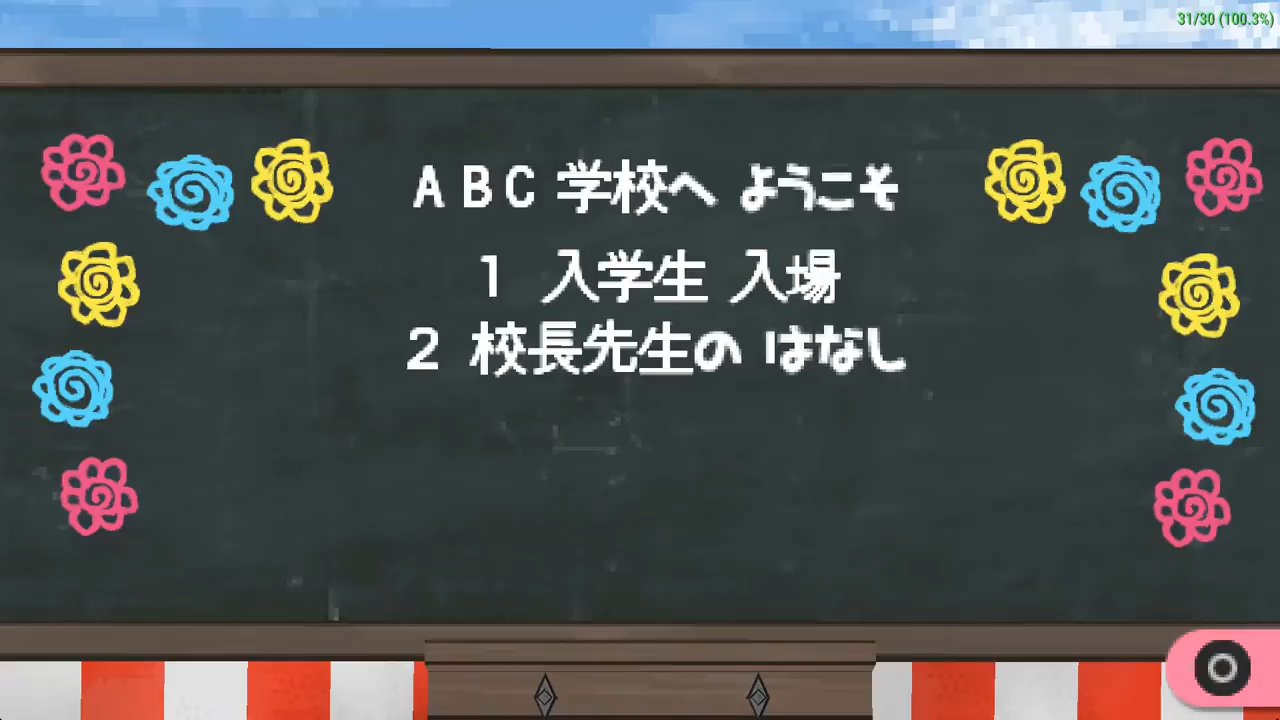 31/30 (100.3%)
ABC 学校へ ようこそ
1 入学生 入場
2 校長先生の はなし